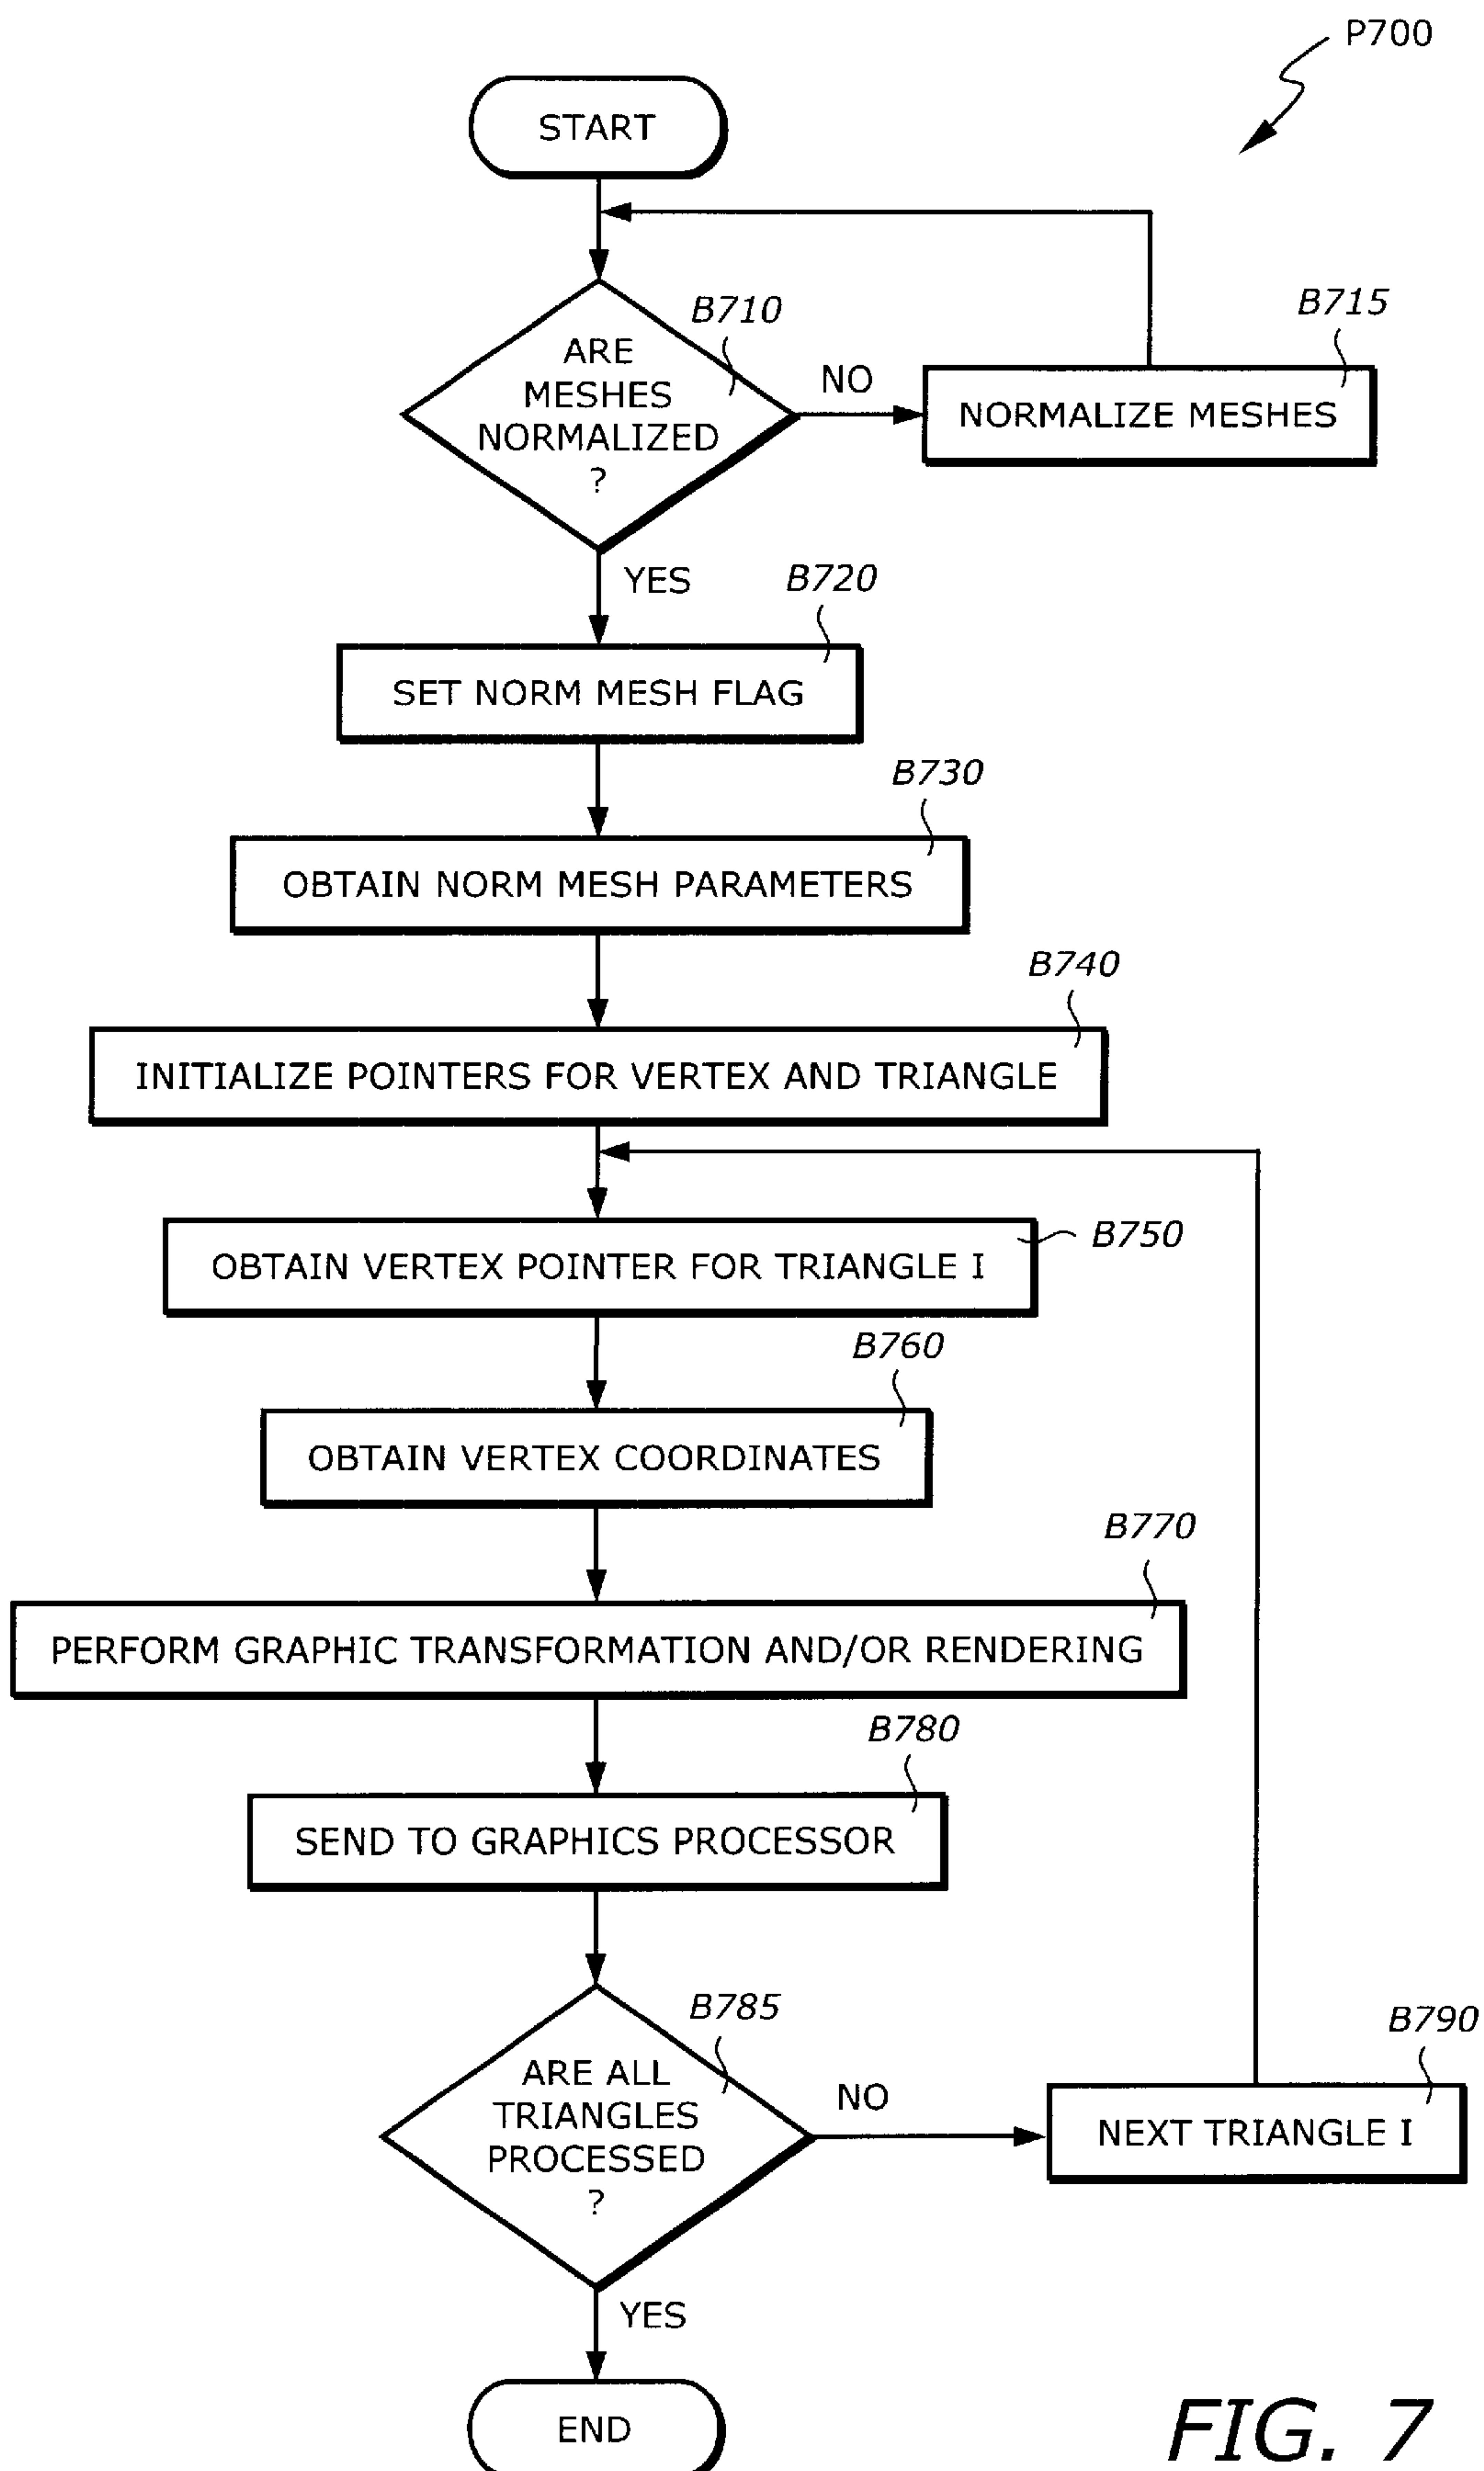 P700
START
B710
ARE
MESHES
NORMALIZED
?
NO
B715
NORMALIZE MESHES
YES
B720
SET NORM MESH FLAG
B730
OBTAIN NORM MESH PARAMETERS
B740
INITIALIZE POINTERS FOR VERTEX AND TRIANGLE
OBTAIN VERTEX POINTER FOR TRIANGLE I
B750
B760
OBTAIN VERTEX COORDINATES
B770
PERFORM GRAPHIC TRANSFORMATION AND/OR RENDERING
B780
SEND TO GRAPHICS PROCESSOR
B785
ARE ALL
TRIANGLES
PROCESSED
?
NO
B790
NEXT TRIANGLE I
YES
END
FIG. 7